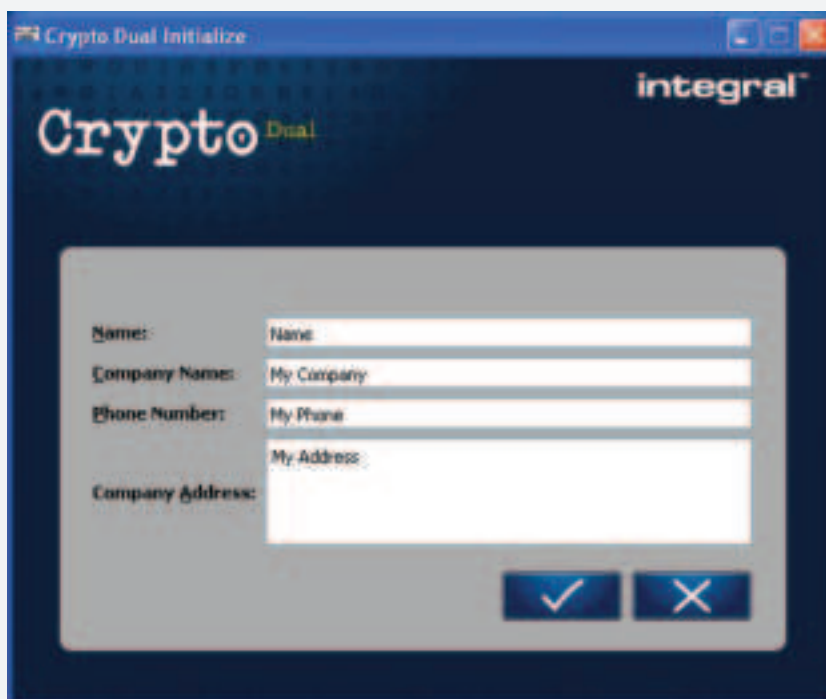 Crypto Dual Initialize
integral™
Crypto Dual
Name: Name
Company Name: My Company
Phone Number: My Phone
My Address
Company Address: